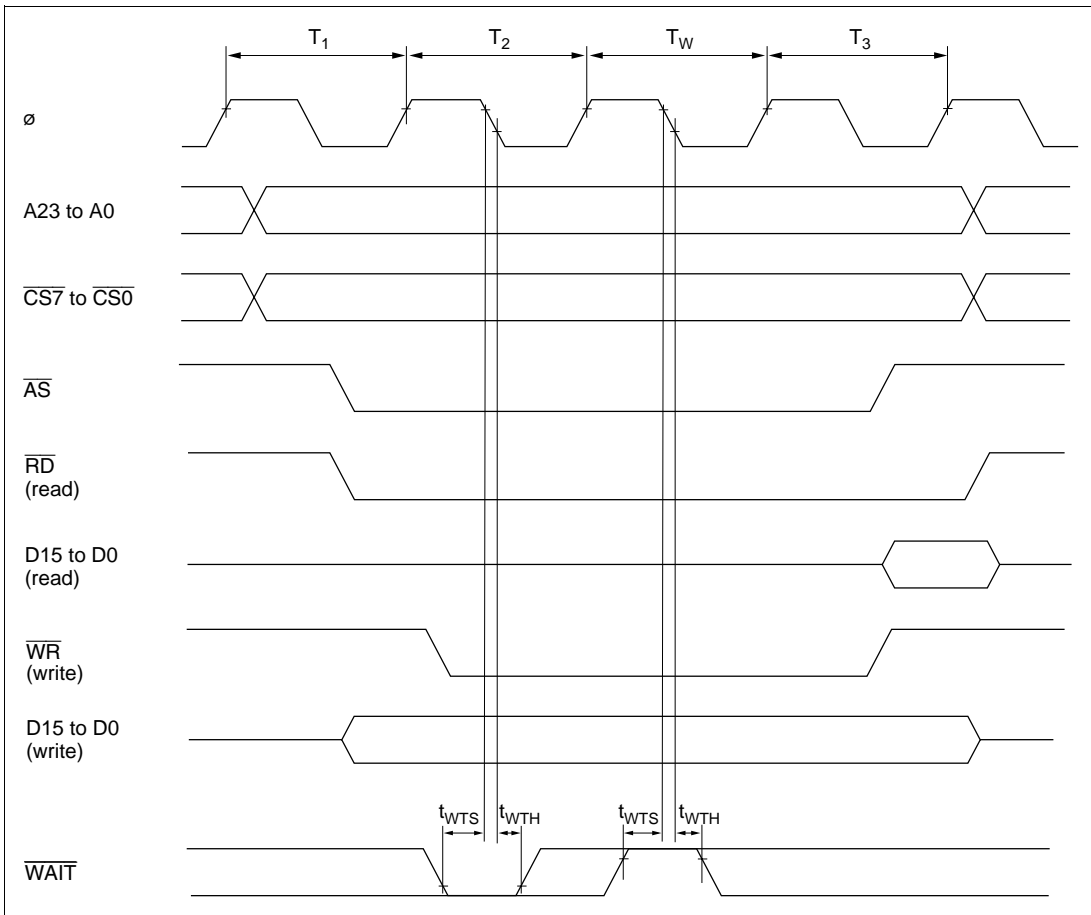 T1 T2 TW T3
ø
A23 to A0
CS7 to CS0
AS
RD
(read)
D15 to D0
(read)
WR
(write)
D15 to D0
(write)
tWTS tWTH tWTS tWTH
WAIT